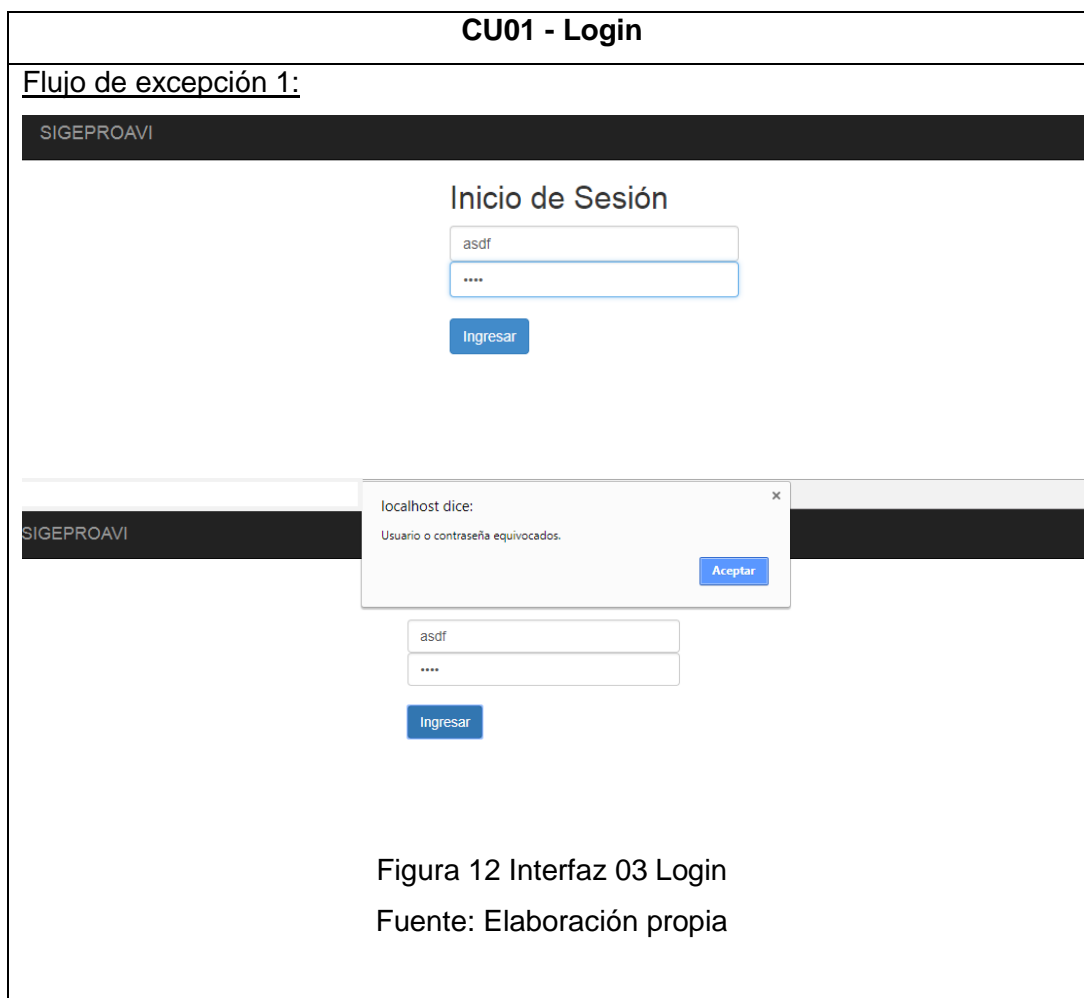 CU01 - Login
Flujo de excepción 1:
SIGEPROAVI
Inicio de Sesión
asdf
••••
Ingresar
localhost dice:
×
Usuario o contraseña equivocados.
Aceptar
SIGEPROAVI
asdf
••••
Ingresar
Figura 12 Interfaz 03 Login
Fuente: Elaboración propia